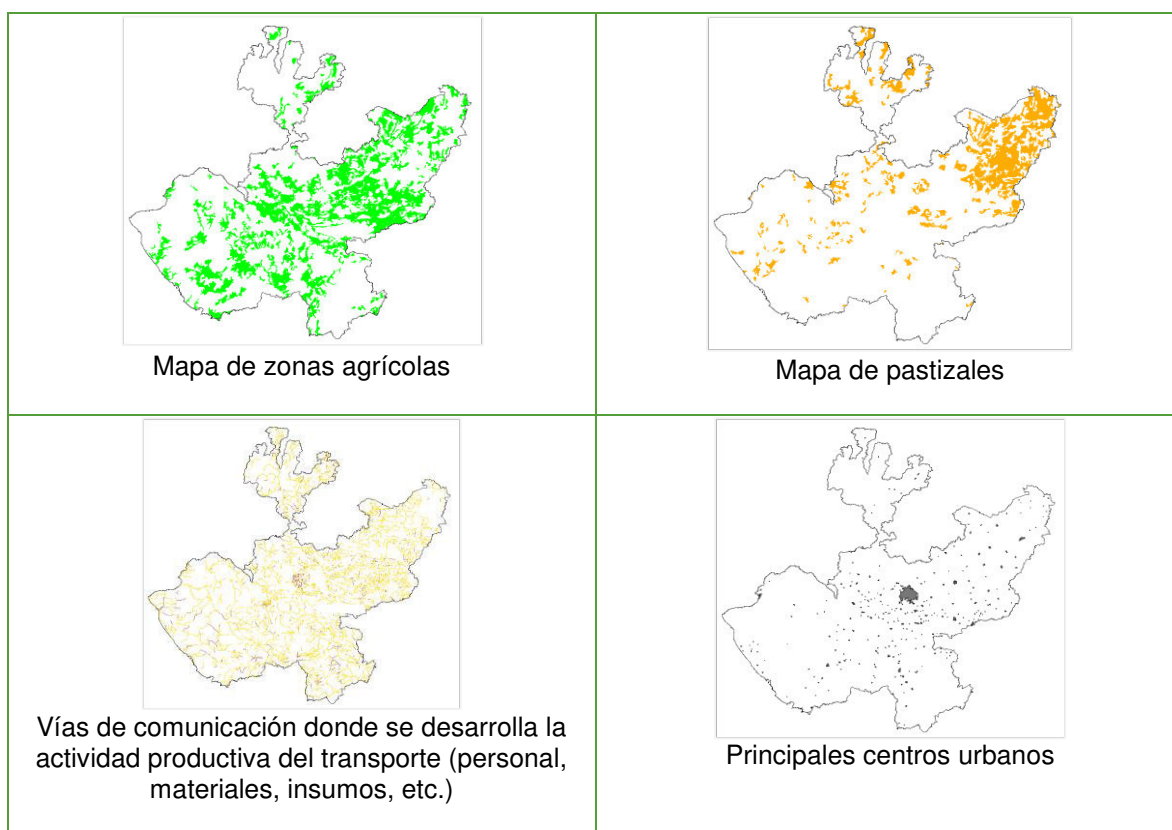 Mapa de zonas agrícolas
Mapa de pastizales
Vías de comunicación donde se desarrolla la
actividad productiva del transporte (personal,
materiales, insumos, etc.)
Principales centros urbanos